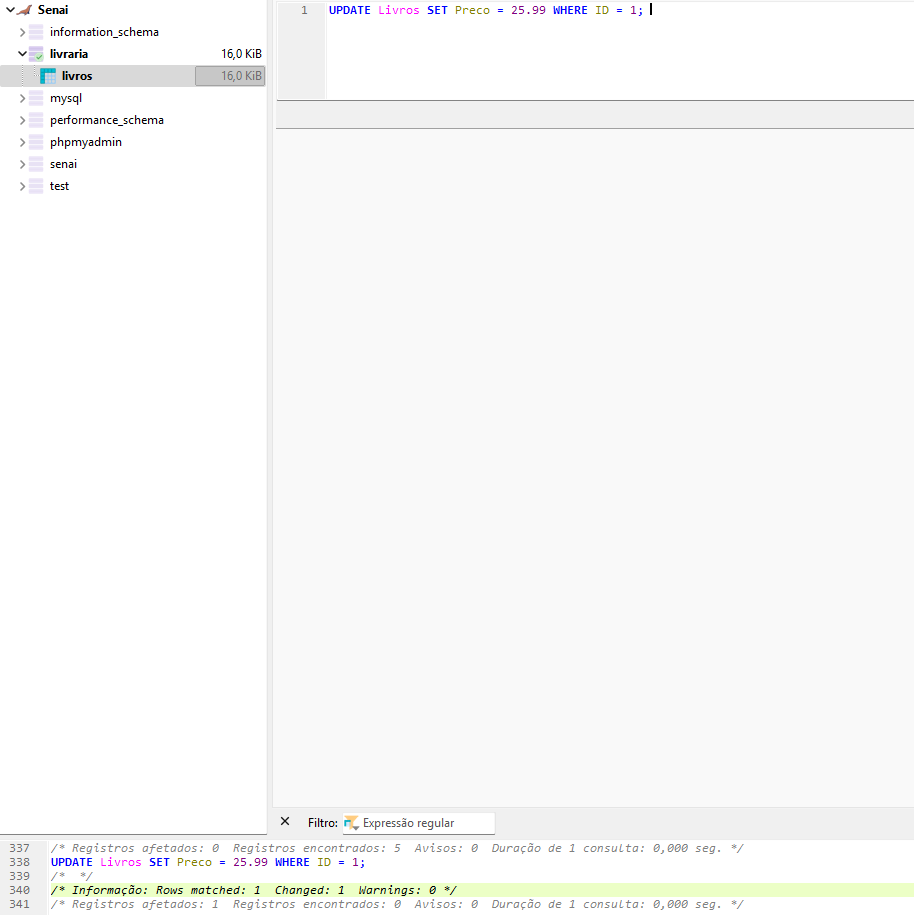 Senai
information_schema
livraria 16,0 KiB
livros 16,0 KiB
mysql
performance_schema
phpmyadmin
senai
test
1 UPDATE Livros SET Preco = 25.99 WHERE ID = 1;
Filtro: Expressão regular
337 /* Registros afetados: 0 Registros encontrados: 5 Avisos: 0 Duração de 1 consulta: 0,000 seg. */
338 UPDATE Livros SET Preco = 25.99 WHERE ID = 1;
339 /* */
340 /* Informação: Rows matched: 1 Changed: 1 Warnings: 0 */
341 /* Registros afetados: 1 Registros encontrados: 0 Avisos: 0 Duração de 1 consulta: 0,000 seg. */